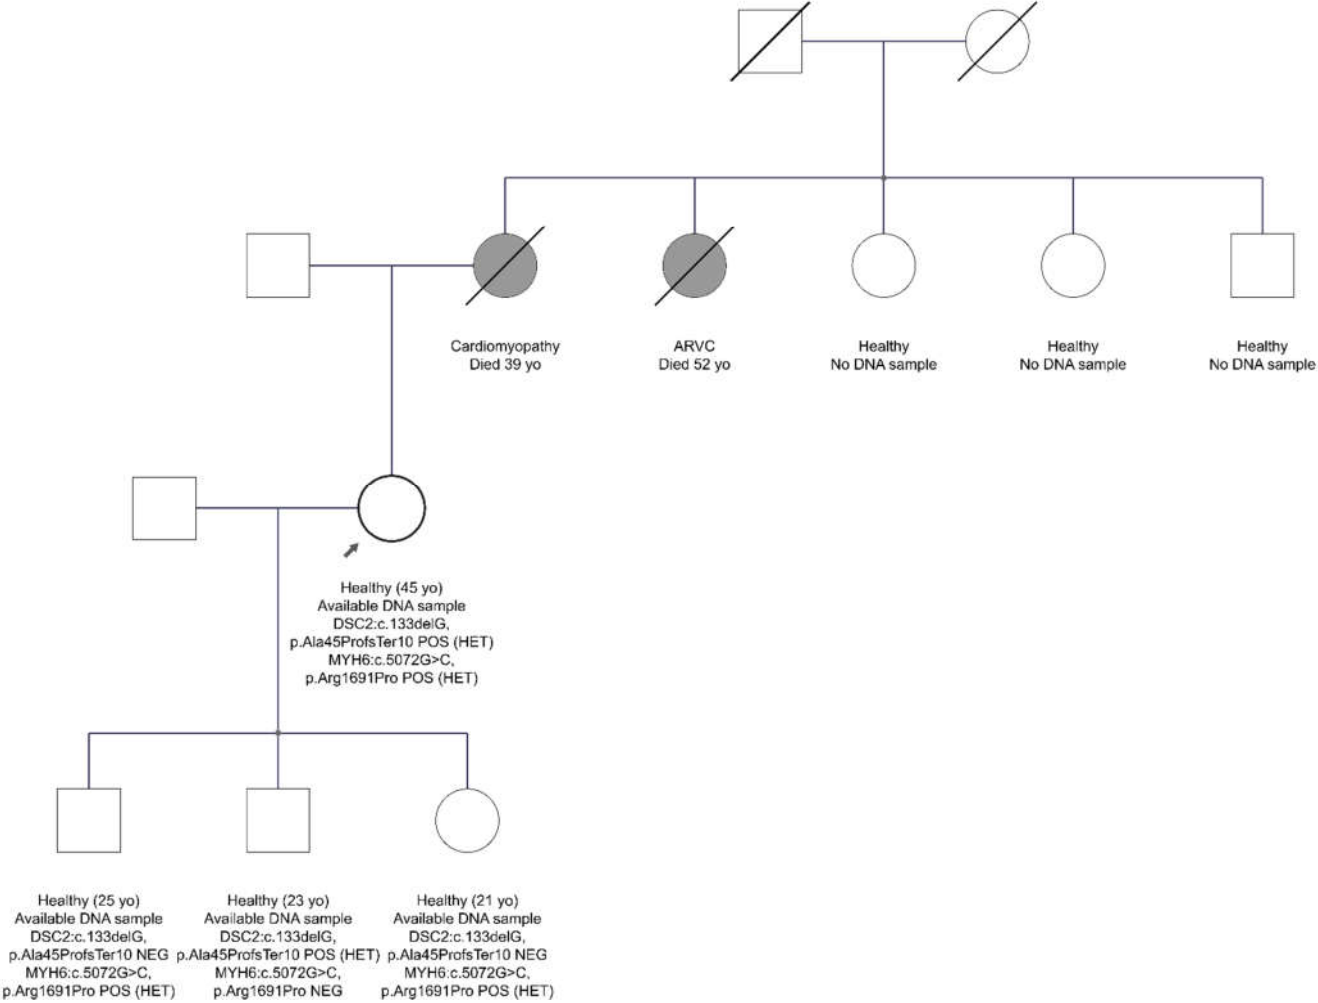 Cardiomyopathy
Died 39 yo
ARVC
Died 52 yo
Healthy
No DNA sample
Healthy
No DNA sample
Healthy
No DNA sample
Healthy (45 yo)
Available DNA sample
DSC2:c.133delG,
p.Ala45ProfsTer10 POS (HET)
MYH6:c.5072G>C,
p.Arg1691Pro POS (HET)
Healthy (25 yo)
Available DNA sample
DSC2:c.133delG,
p.Ala45ProfsTer10 NEG
MYH6:c.5072G>C,
p.Arg1691Pro POS (HET)
Healthy (23 yo)
Available DNA sample
DSC2:c.133delG,
p.Ala45ProfsTer10 POS (HET)
MYH6:c.5072G>C,
p.Arg1691Pro NEG
Healthy (21 yo)
Available DNA sample
DSC2:c.133delG,
p.Ala45ProfsTer10 NEG
MYH6:c.5072G>C,
p.Arg1691Pro POS (HET)